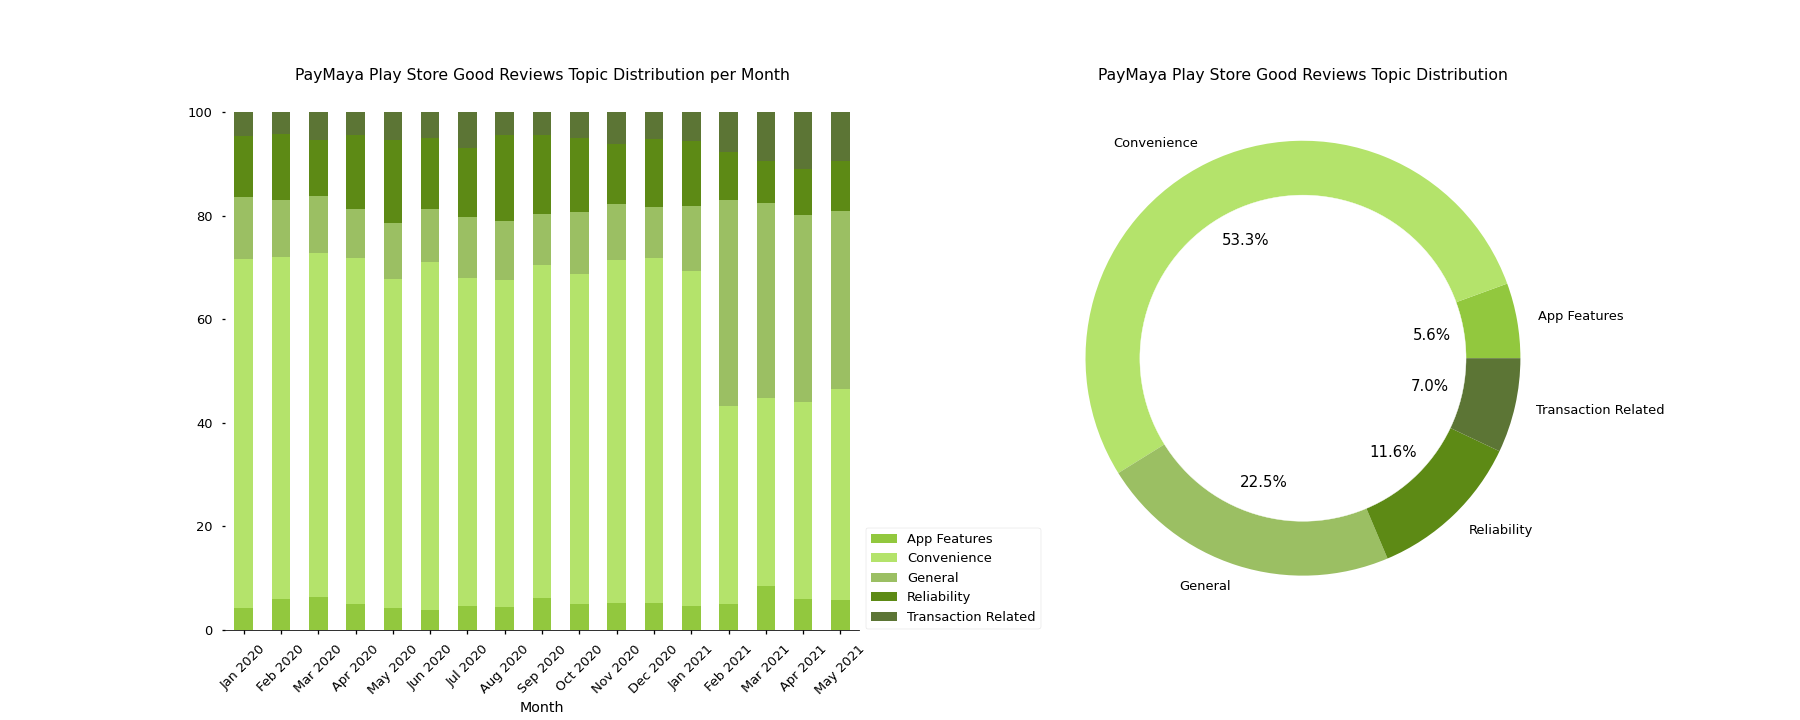 PayMaya Play Store Good Reviews Topic Distribution per Month
100
80
60
40
20
0
Jan 2020
Feb 2020
Mar 2020
Apr 2020
May 2020
Jun 2020
Jul 2020
Aug 2020
Sep 2020
Oct 2020
Nov 2020
Dec 2020
Jan 2021
Feb 2021
Mar 2021
Apr 2021
May 2021
Month
App Features
Convenience
General
Reliability
Transaction Related
PayMaya Play Store Good Reviews Topic Distribution
Convenience
53.3%
App Features
5.6%
7.0%
Transaction Related
11.6%
22.5%
Reliability
General